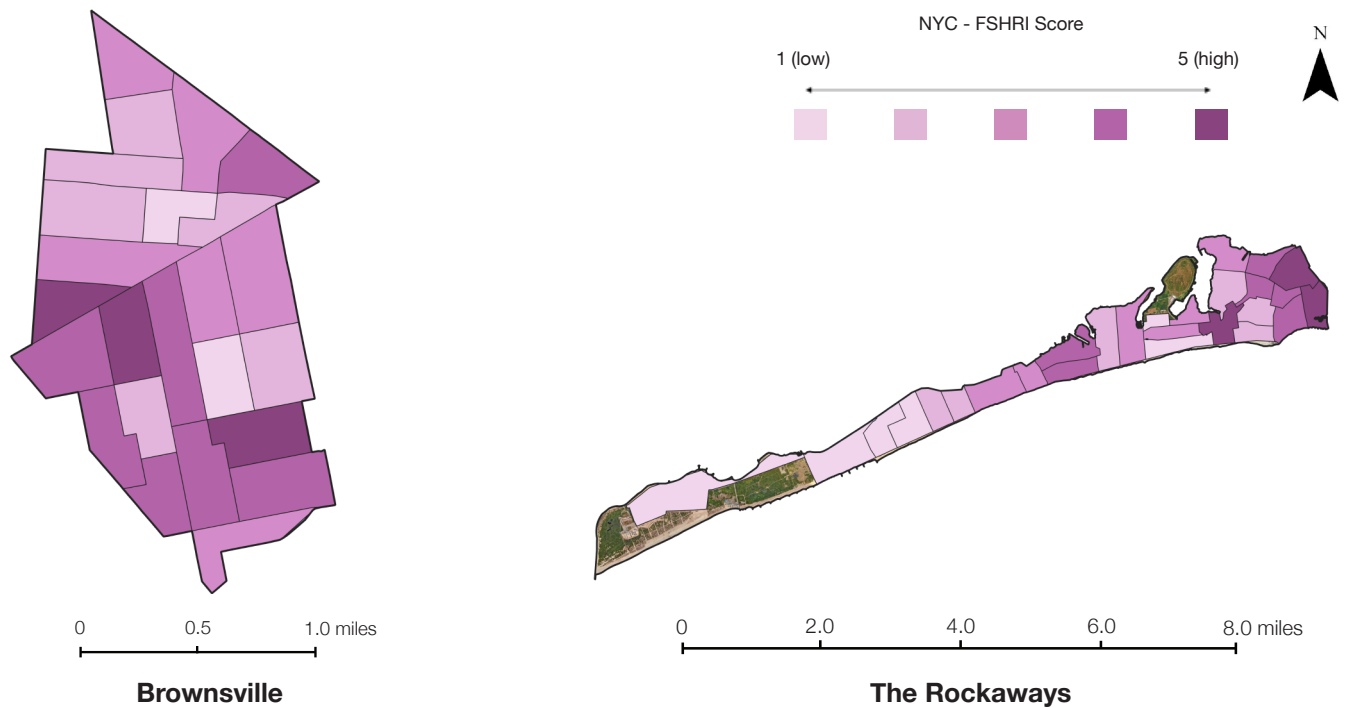 NYC - FSHRI Score
1 (low) 5 (high)
N
0 0.5 1.0 miles
Brownsville
0 2.0 4.0 6.0 8.0 miles
The Rockaways